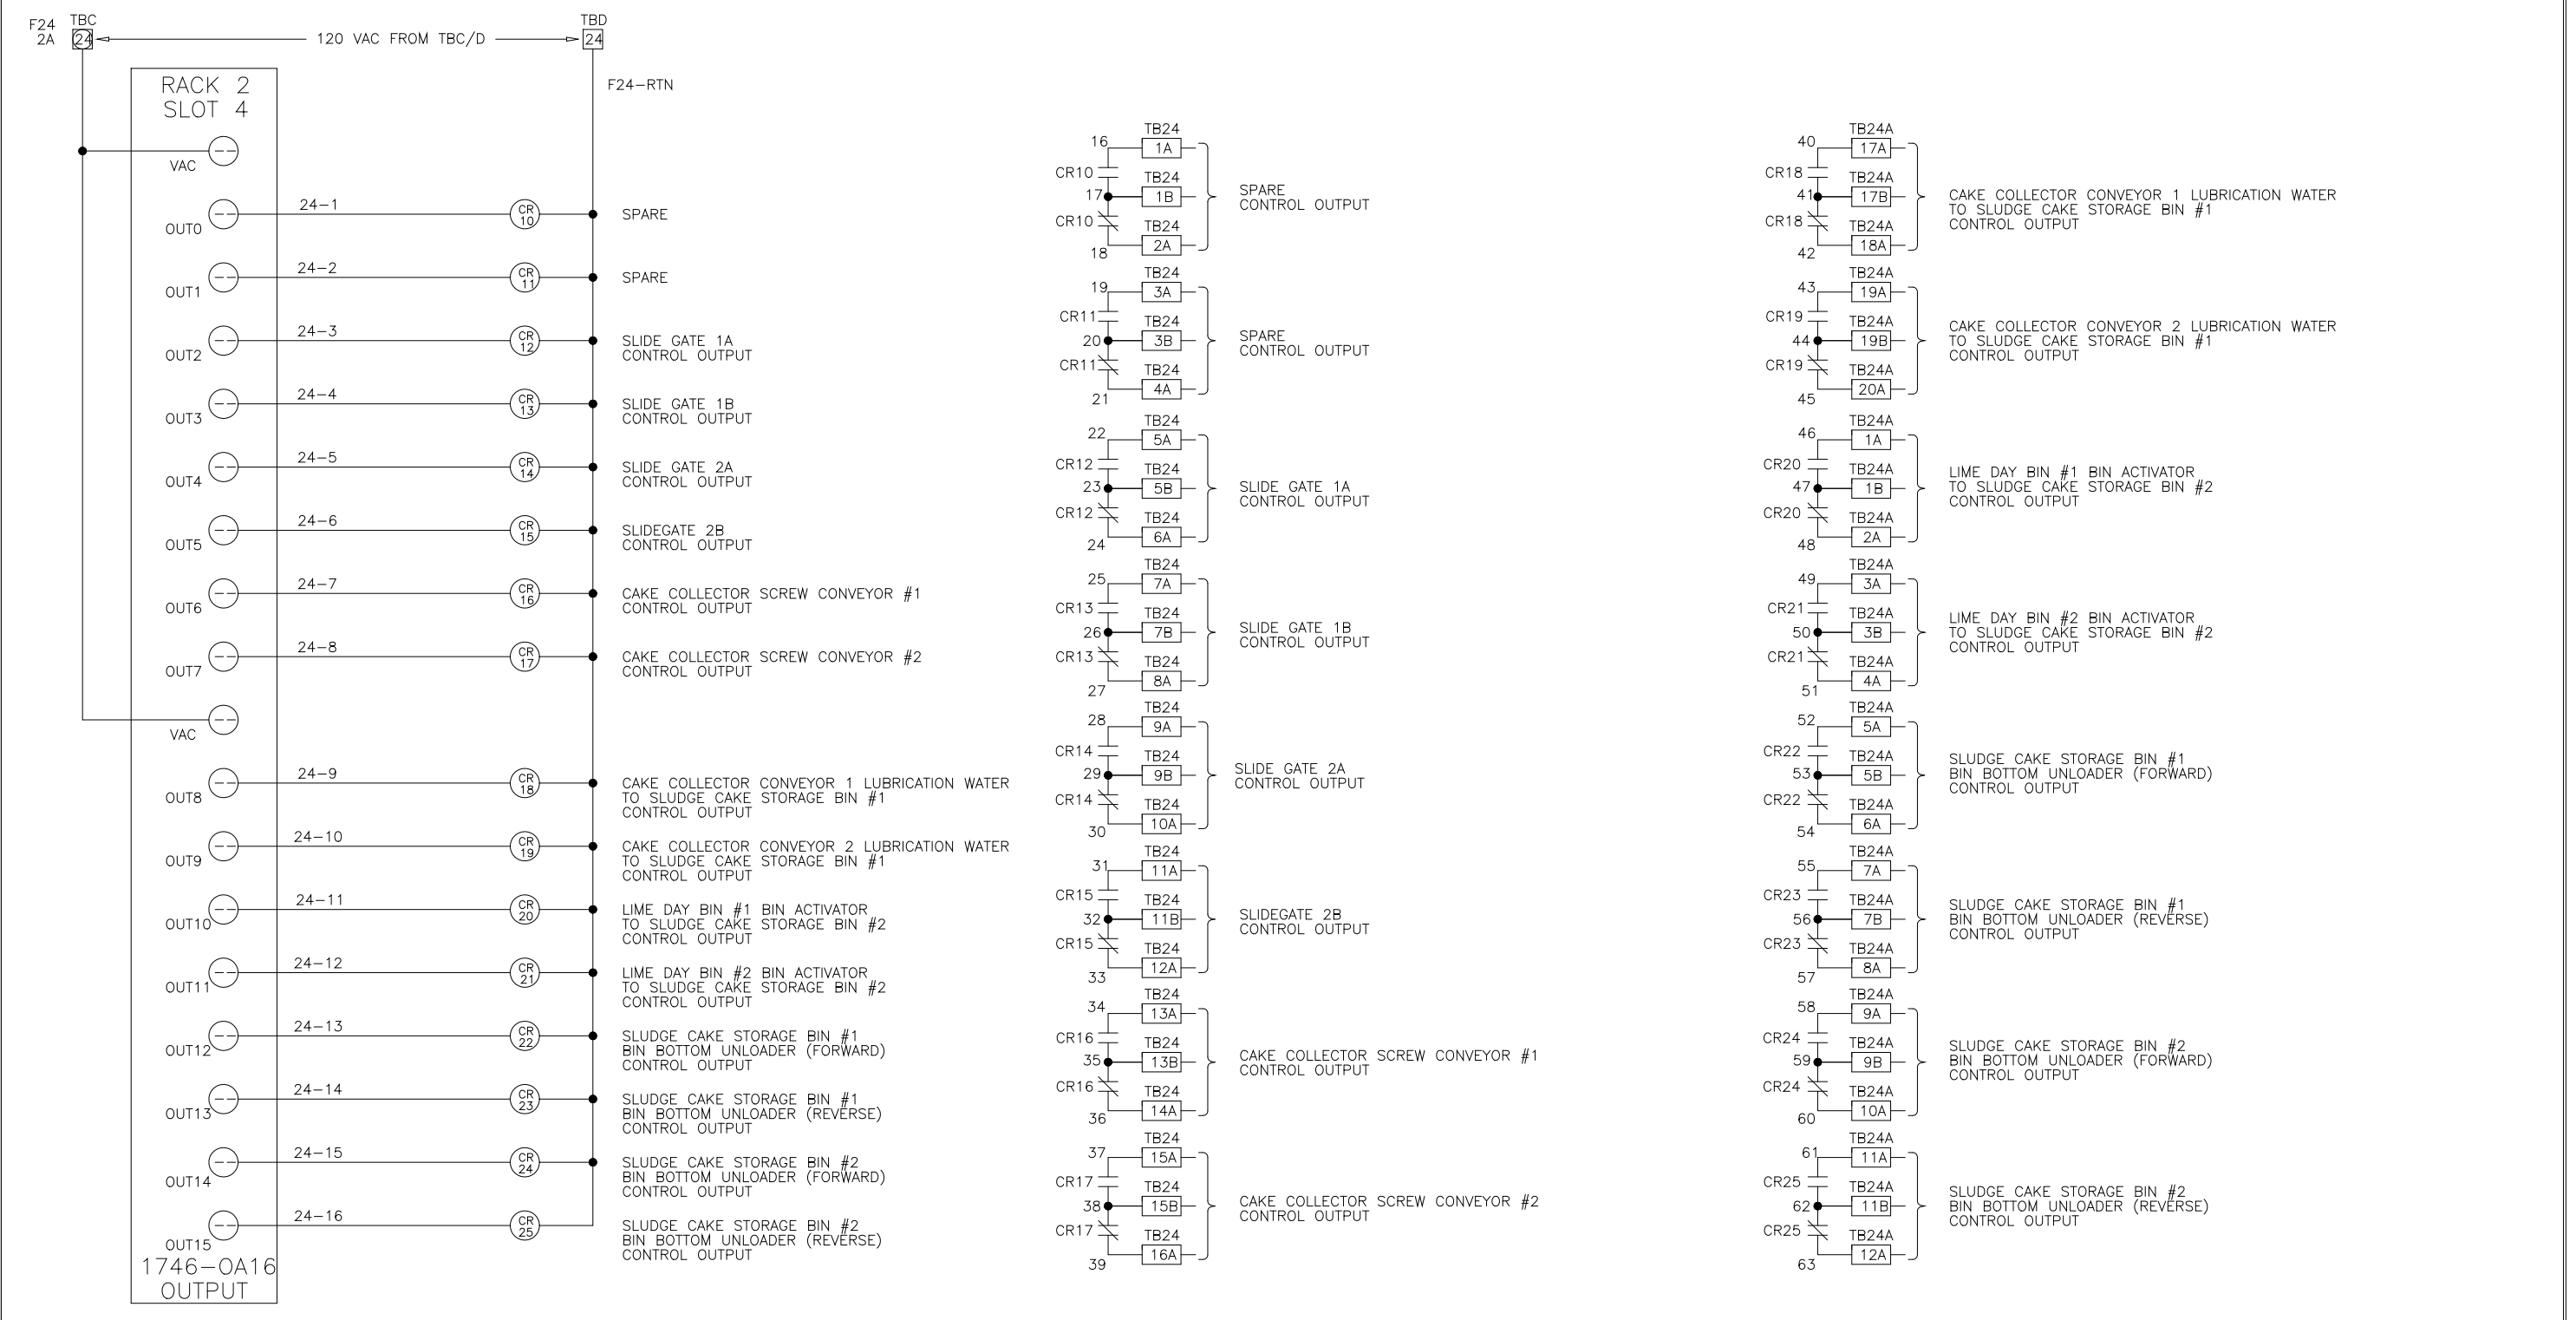 F24
2A
TBC
24
120 VAC FROM TBC/D
TBD
24
F24-RTN
RACK 2
SLOT 4
VAC
OUT0
24-1
CR
10
SPARE
OUT1
24-2
CR
11
SPARE
OUT2
24-3
CR
12
SLIDE GATE 1A
CONTROL OUTPUT
OUT3
24-4
CR
13
SLIDE GATE 1B
CONTROL OUTPUT
OUT4
24-5
CR
14
SLIDE GATE 2A
CONTROL OUTPUT
OUT5
24-6
CR
15
SLIDEGATE 2B
CONTROL OUTPUT
OUT6
24-7
CR
16
CAKE COLLECTOR SCREW CONVEYOR #1
CONTROL OUTPUT
OUT7
24-8
CR
17
CAKE COLLECTOR SCREW CONVEYOR #2
CONTROL OUTPUT
VAC
OUT8
24-9
CR
18
CAKE COLLECTOR CONVEYOR 1 LUBRICATION WATER
TO SLUDGE CAKE STORAGE BIN #1
CONTROL OUTPUT
OUT9
24-10
CR
19
CAKE COLLECTOR CONVEYOR 2 LUBRICATION WATER
TO SLUDGE CAKE STORAGE BIN #1
CONTROL OUTPUT
OUT10
24-11
CR
20
LIME DAY BIN #1 BIN ACTIVATOR
TO SLUDGE CAKE STORAGE BIN #2
CONTROL OUTPUT
OUT11
24-12
CR
21
LIME DAY BIN #2 BIN ACTIVATOR
TO SLUDGE CAKE STORAGE BIN #2
CONTROL OUTPUT
OUT12
24-13
CR
22
SLUDGE CAKE STORAGE BIN #1
BIN BOTTOM UNLOADER (FORWARD)
CONTROL OUTPUT
OUT13
24-14
CR
23
SLUDGE CAKE STORAGE BIN #1
BIN BOTTOM UNLOADER (REVERSE)
CONTROL OUTPUT
OUT14
24-15
CR
24
SLUDGE CAKE STORAGE BIN #2
BIN BOTTOM UNLOADER (FORWARD)
CONTROL OUTPUT
OUT15
24-16
CR
25
SLUDGE CAKE STORAGE BIN #2
BIN BOTTOM UNLOADER (REVERSE)
CONTROL OUTPUT
1746-OA16
OUTPUT
16
TB24
1A
CR10
17
TB24
1B
CR10
TB24
2A
18
SPARE
CONTROL OUTPUT
19
TB24
3A
CR11
20
TB24
3B
CR11
TB24
4A
21
SPARE
CONTROL OUTPUT
22
TB24
5A
CR12
23
TB24
5B
CR12
TB24
6A
24
SLIDE GATE 1A
CONTROL OUTPUT
25
TB24
7A
CR13
26
TB24
7B
CR13
TB24
8A
27
SLIDE GATE 1B
CONTROL OUTPUT
28
TB24
9A
CR14
29
TB24
9B
CR14
TB24
10A
30
SLIDE GATE 2A
CONTROL OUTPUT
31
TB24
11A
CR15
32
TB24
11B
CR15
TB24
12A
33
SLIDEGATE 2B
CONTROL OUTPUT
34
TB24
13A
CR16
35
TB24
13B
CR16
TB24
14A
36
CAKE COLLECTOR SCREW CONVEYOR #1
CONTROL OUTPUT
37
TB24
15A
CR17
38
TB24
15B
CR17
TB24
16A
39
CAKE COLLECTOR SCREW CONVEYOR #2
CONTROL OUTPUT
40
TB24A
17A
CR18
41
TB24A
17B
CR18
TB24A
18A
42
CAKE COLLECTOR CONVEYOR 1 LUBRICATION WATER
TO SLUDGE CAKE STORAGE BIN #1
CONTROL OUTPUT
43
TB24A
19A
CR19
44
TB24A
19B
CR19
TB24A
20A
45
CAKE COLLECTOR CONVEYOR 2 LUBRICATION WATER
TO SLUDGE CAKE STORAGE BIN #1
CONTROL OUTPUT
46
TB24A
1A
CR20
47
TB24A
1B
CR20
TB24A
2A
48
LIME DAY BIN #1 BIN ACTIVATOR
TO SLUDGE CAKE STORAGE BIN #2
CONTROL OUTPUT
49
TB24A
3A
CR21
50
TB24A
3B
CR21
TB24A
4A
51
LIME DAY BIN #2 BIN ACTIVATOR
TO SLUDGE CAKE STORAGE BIN #2
CONTROL OUTPUT
52
TB24A
5A
CR22
53
TB24A
5B
CR22
TB24A
6A
54
SLUDGE CAKE STORAGE BIN #1
BIN BOTTOM UNLOADER (FORWARD)
CONTROL OUTPUT
55
TB24A
7A
CR23
56
TB24A
7B
CR23
TB24A
8A
57
SLUDGE CAKE STORAGE BIN #1
BIN BOTTOM UNLOADER (REVERSE)
CONTROL OUTPUT
58
TB24A
9A
CR24
59
TB24A
9B
CR24
TB24A
10A
60
SLUDGE CAKE STORAGE BIN #2
BIN BOTTOM UNLOADER (FORWARD)
CONTROL OUTPUT
61
TB24A
11A
CR25
62
TB24A
11B
CR25
TB24A
12A
63
SLUDGE CAKE STORAGE BIN #2
BIN BOTTOM UNLOADER (REVERSE)
CONTROL OUTPUT